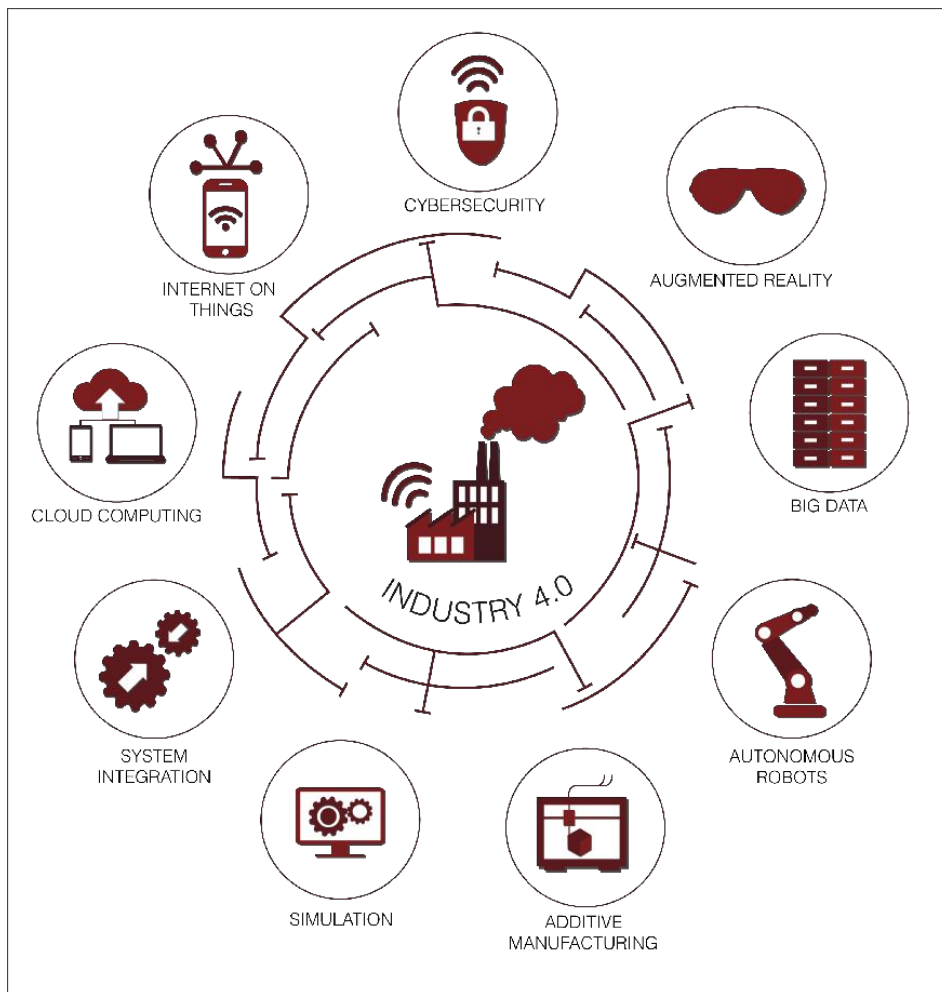 CYBERSECURITY
AUGMENTED REALITY
INTERNET ON
THINGS
BIG DATA
CLOUD COMPUTING
INDUSTRY 4.0
AUTONOMOUS
ROBOTS
SYSTEM
INTEGRATION
SIMULATION
ADDITIVE
MANUFACTURING